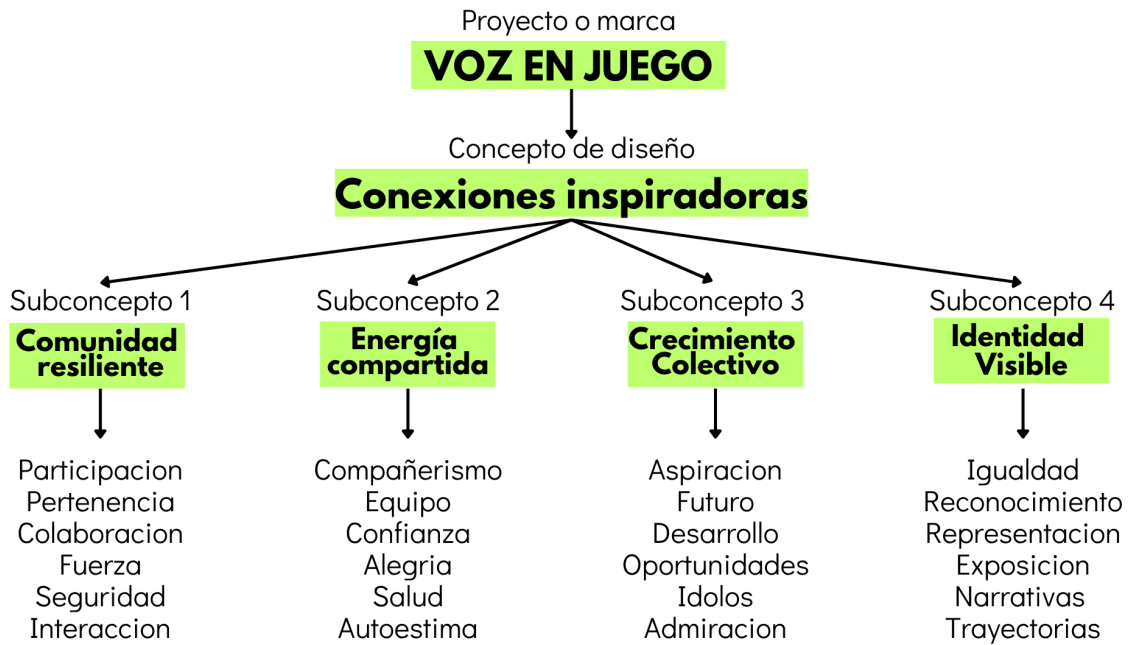 Proyecto o marca
VOZ EN JUEGO
Concepto de diseño
Conexiones inspiradoras
Subconcepto 1
Comunidad
resiliente
Participacion
Pertenencia
Colaboracion
Fuerza
Seguridad
Interaccion
Subconcepto 2
Energía
compartida
Compañerismo
Equipo
Confianza
Alegria
Salud
Autoestima
Subconcepto 3
Crecimiento
Colectivo
Aspiracion
Futuro
Desarrollo
Oportunidades
Idolos
Admiracion
Subconcepto 4
Identidad
Visible
Igualdad
Reconocimiento
Representacion
Exposicion
Narrativas
Trayectorias